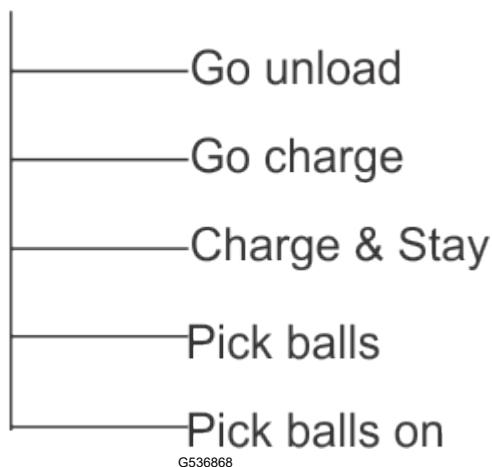 Go unload
Go charge
Charge & Stay
Pick balls
Pick balls on
G536868